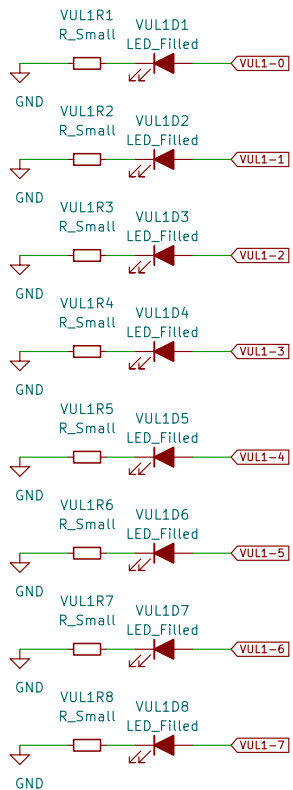 VUL1R1
R_Small
VUL1D1
LED_Filled
VUL1-0
GND
VUL1R2
R_Small
VUL1D2
LED_Filled
VUL1-1
GND
VUL1R3
R_Small
VUL1D3
LED_Filled
VUL1-2
GND
VUL1R4
R_Small
VUL1D4
LED_Filled
VUL1-3
GND
VUL1R5
R_Small
VUL1D5
LED_Filled
VUL1-4
GND
VUL1R6
R_Small
VUL1D6
LED_Filled
VUL1-5
GND
VUL1R7
R_Small
VUL1D7
LED_Filled
VUL1-6
GND
VUL1R8
R_Small
VUL1D8
LED_Filled
VUL1-7
GND